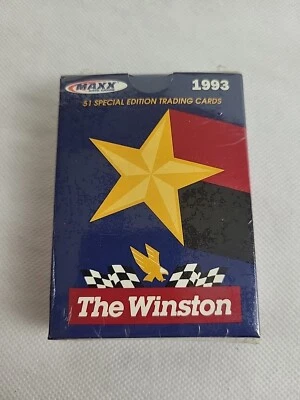 MAXX 1993
51 SPECIAL EDITION TRADING CARDS
The Winston